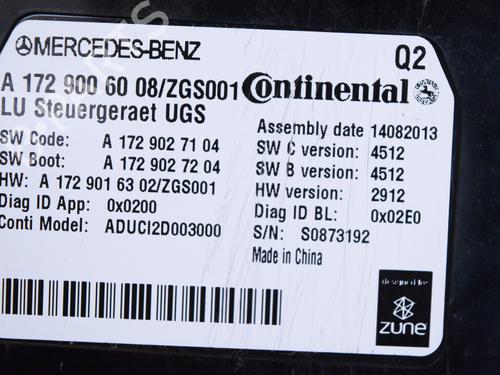 MERCEDES-BENZ
Q2
A 172 900 60 08/ZGS001
Continental
LU Steuergeraet UGS
Assembly date 14082013
SW Code: A 172 902 71 04
SW C version: 4512
SW Boot: A 172 902 72 04
SW B version: 4512
HW: A 172 901 63 02/ZGS001
HW version: 2912
Diag ID App: 0x0200
Diag ID BL: 0x02E0
Conti Model: ADUCI2D003000
S/N: S0873192
Made in China
designed for
zune